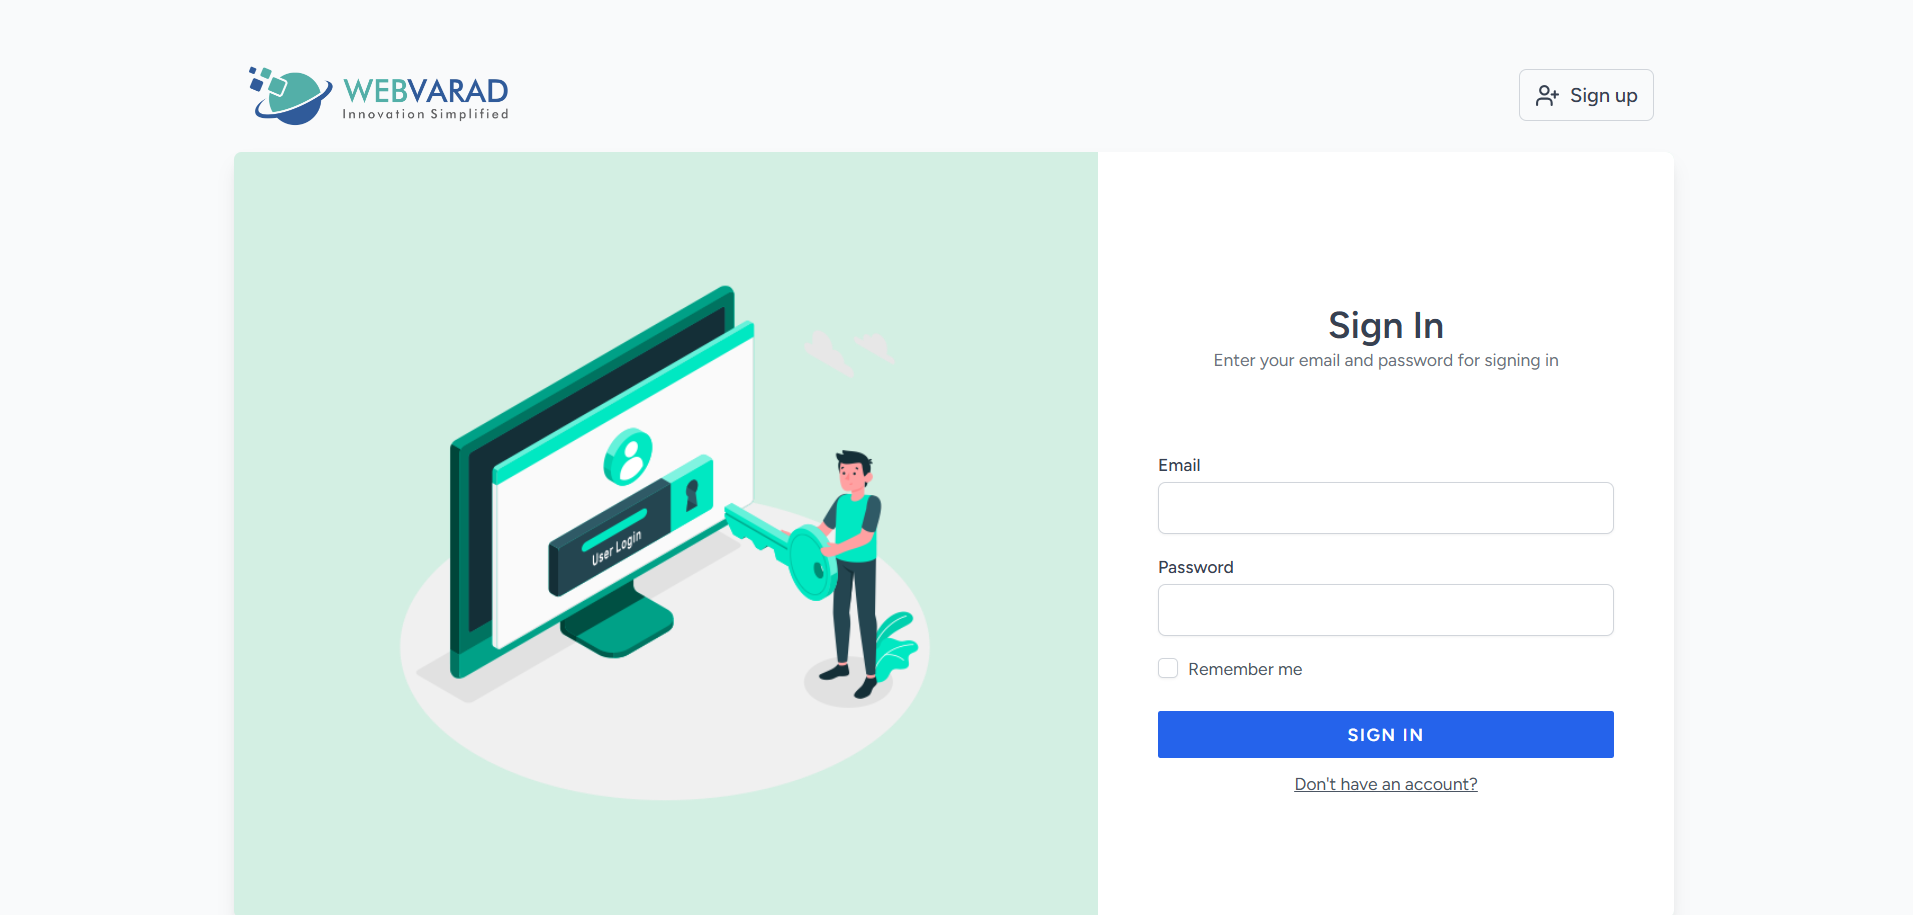 WEBVARAD
Innovation Simplified
Sign up
User Login
Sign In
Enter your email and password for signing in
Email
Password
Remember me
SIGN IN
Don't have an account?